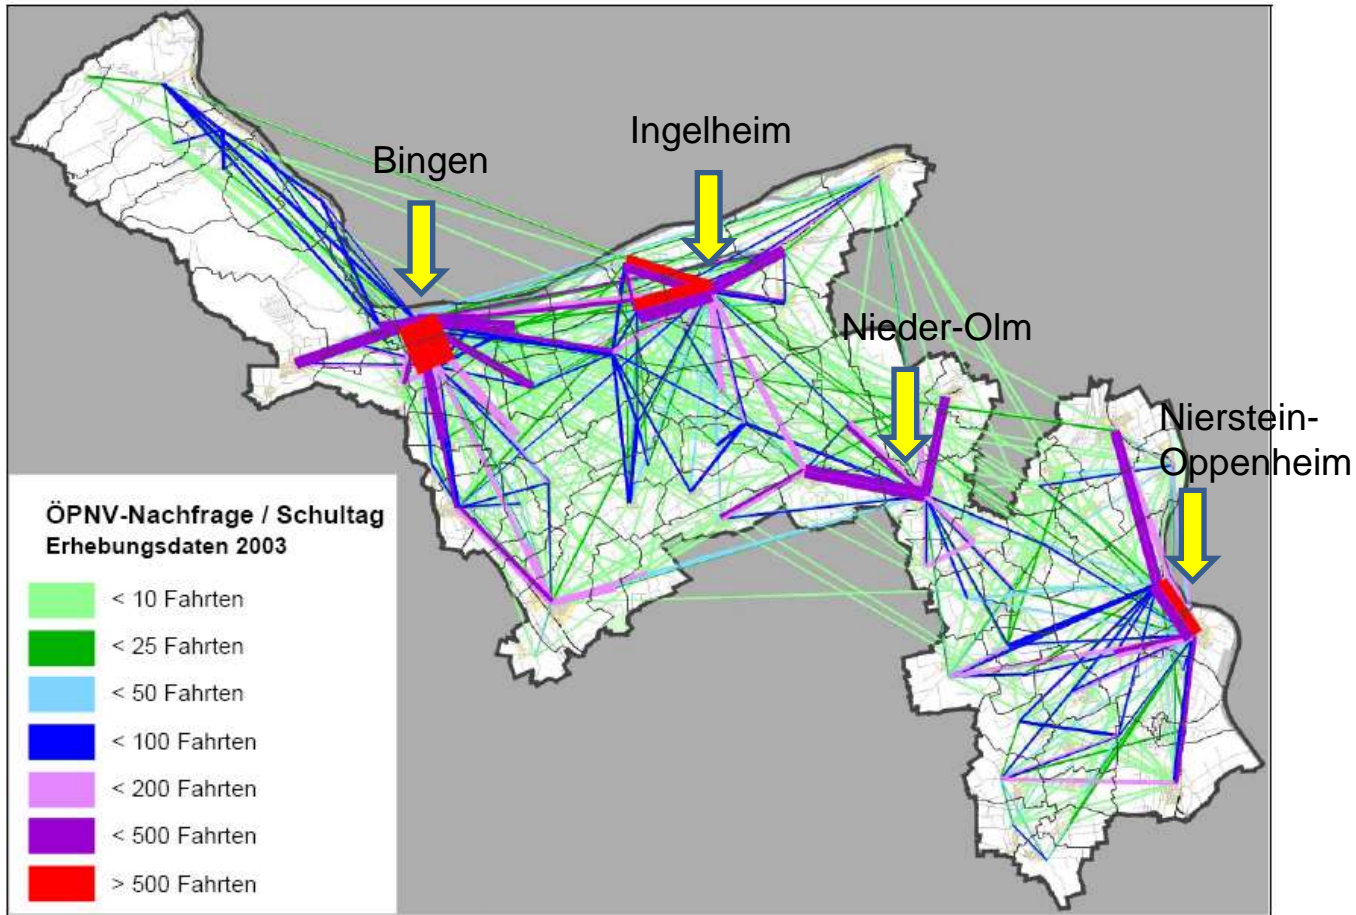 Ingelheim
Bingen
Nieder-Olm
Nierstein-
Oppenheim
ÖPNV-Nachfrage / Schultag
Erhebungsdaten 2003
< 10 Fahrten
< 25 Fahrten
< 50 Fahrten
< 100 Fahrten
< 200 Fahrten
< 500 Fahrten
> 500 Fahrten